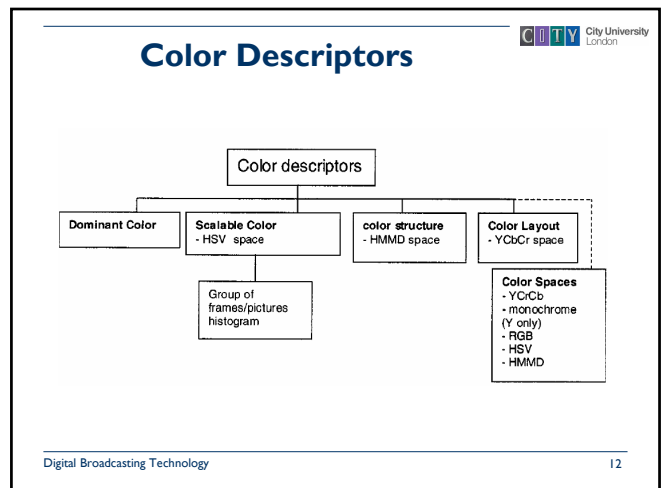 CITY City University
London
Color Descriptors
Color descriptors
Dominant Color
Scalable Color
- HSV space
color structure
- HMMD space
Color Layout
- YCbCr space
Group of
frames/pictures
histogram
Color Spaces
- YCrCb
- monochrome
(Y only)
- RGB
- HSV
- HMMD
Digital Broadcasting Technology
12